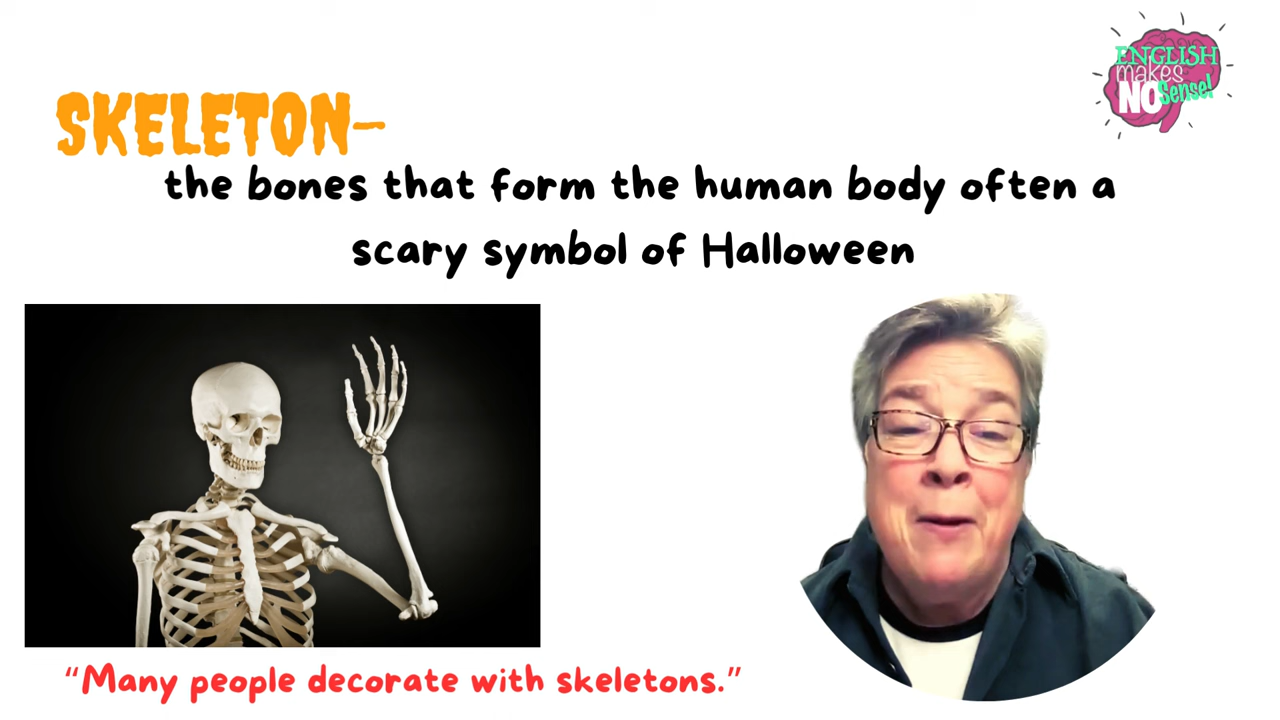 ENGLISH
makes
NO Sense!
SKELETON-
the bones that form the human body often a
scary symbol of Halloween
"Many people decorate with skeletons."